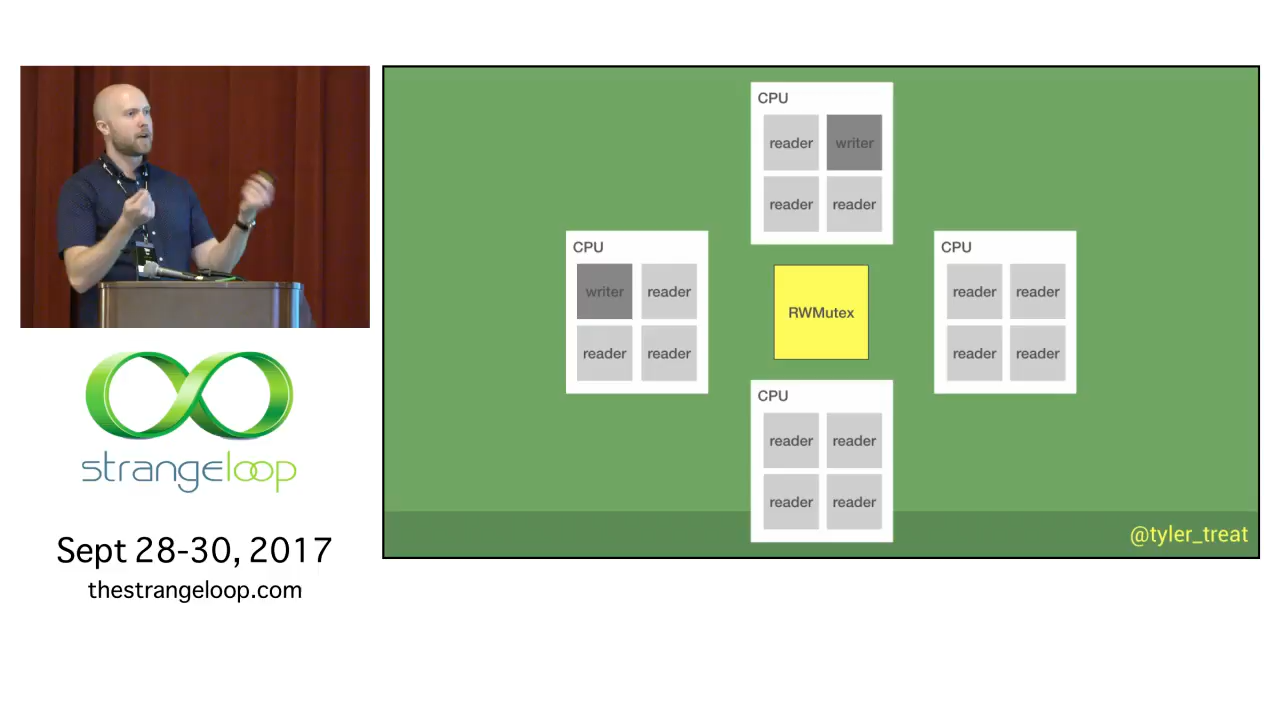 CPU
reader writer
reader reader
CPU
writer reader
reader reader
RWMutex
CPU
reader reader
reader reader
CPU
reader reader
reader reader
@tyler_treat
strangeloop
Sept 28-30, 2017
thestrangeloop.com